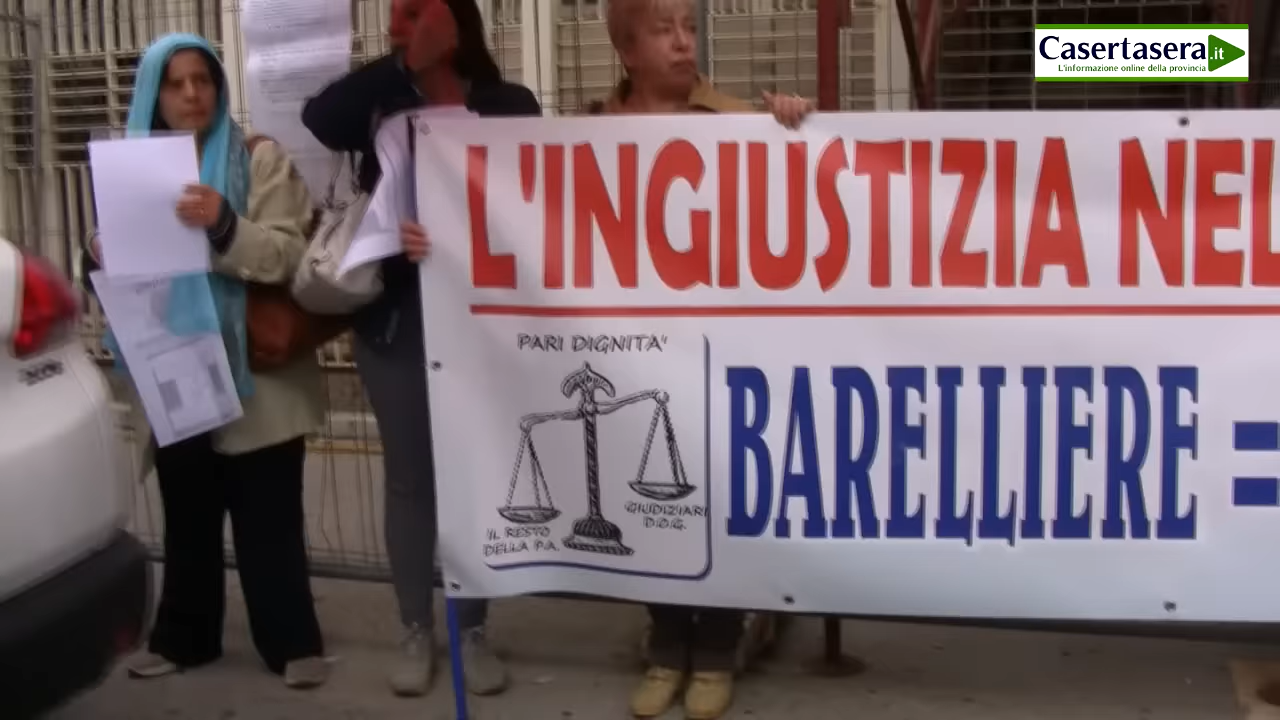 Casertasera.it
L'informazione online della provincia
L'INGIUSTIZIA NEL
PARI DIGNITA'
BARELLIERE =
GIUDIZIARI
D.O.G.
IL RESTO
DELLA P.A.